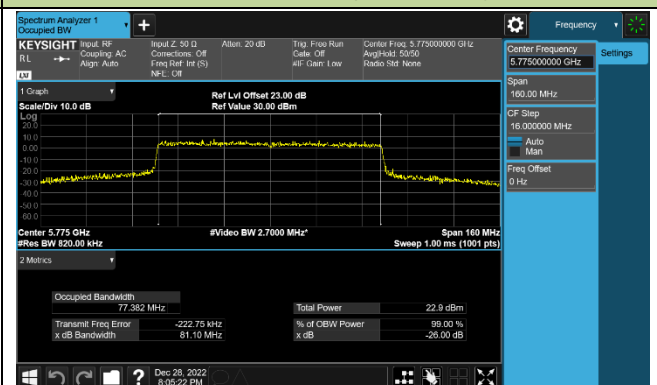 Spectrum Analyzer 1
Occupied BW
+
Frequency
KEYSIGHT
RL
LXI
Input: RF
Coupling: AC
Align: Auto
Input Z: 50 Ω
Corrections: Off
Freq Ref: Int (S)
NFE: Off
Atten: 20 dB
Trig: Free Run
Gate: Off
#IF Gain: Low
Center Freq: 5.775000000 GHz
Avg|Hold: 50/50
Radio Std: None
Center Frequency
5.775000000 GHz
Settings
Span
160.00 MHz
CF Step
16.000000 MHz
Auto
Man
Freq Offset
0 Hz
1 Graph
Scale/Div 10.0 dB
Ref Lvl Offset 23.00 dB
Ref Value 30.00 dBm
Log
20.0
10.0
0.00
-10.0
-20.0
-30.0
-40.0
-50.0
-60.0
Center 5.775 GHz
#Res BW 820.00 kHz
#Video BW 2.7000 MHz*
Span 160 MHz
Sweep 1.00 ms (1001 pts)
2 Metrics
Occupied Bandwidth
77.382 MHz
Total Power 22.9 dBm
Transmit Freq Error -222.75 kHz
% of OBW Power 99.00 %
x dB Bandwidth 81.10 MHz
x dB -26.00 dB
?
Dec 28, 2022
8:05:22 PM